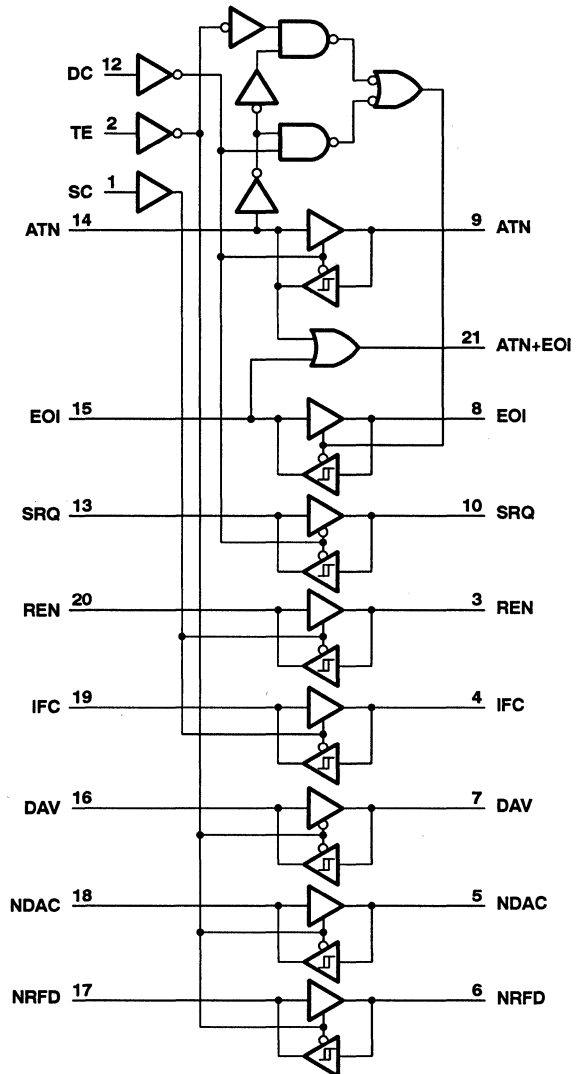 DC 12
TE 2
SC 1
ATN 14 9 ATN
21 ATN+EOI
EOI 15 8 EOI
SRQ 13 10 SRQ
REN 20 3 REN
IFC 19 4 IFC
DAV 16 7 DAV
NDAC 18 5 NDAC
NRFD 17 6 NRFD